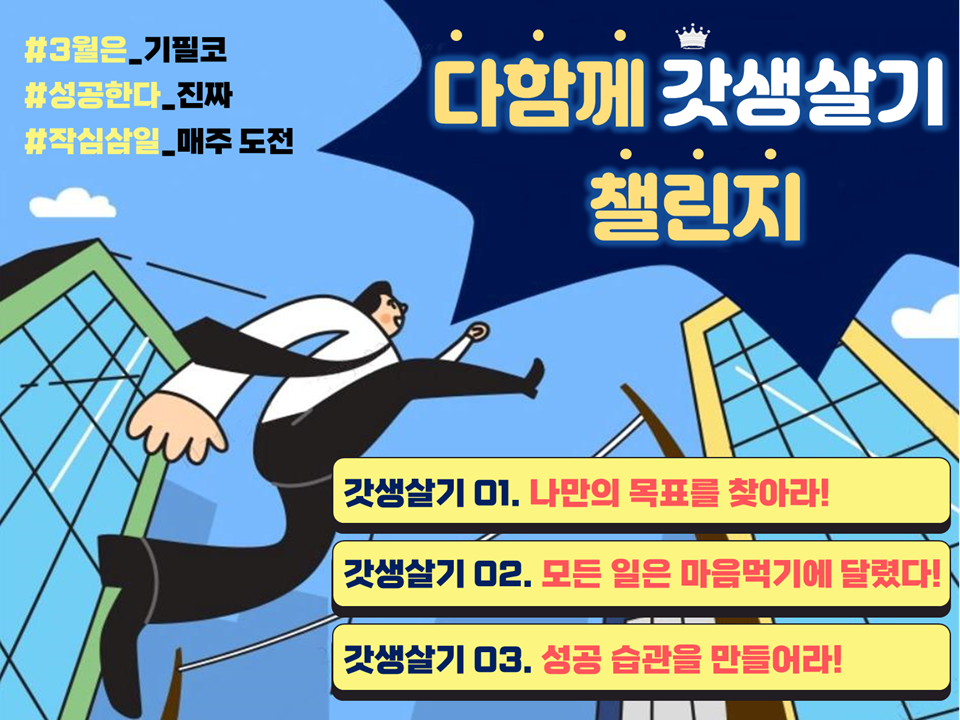 #3월은_기필코
#성공한다_진짜
#작심삼일_매주 도전
다함께 갓생살기
챌린지
갓생살기 01. 나만의 목표를 찾아라!
갓생살기 02. 모든 일은 마음먹기에 달렸다!
갓생살기 03. 성공 습관을 만들어라!